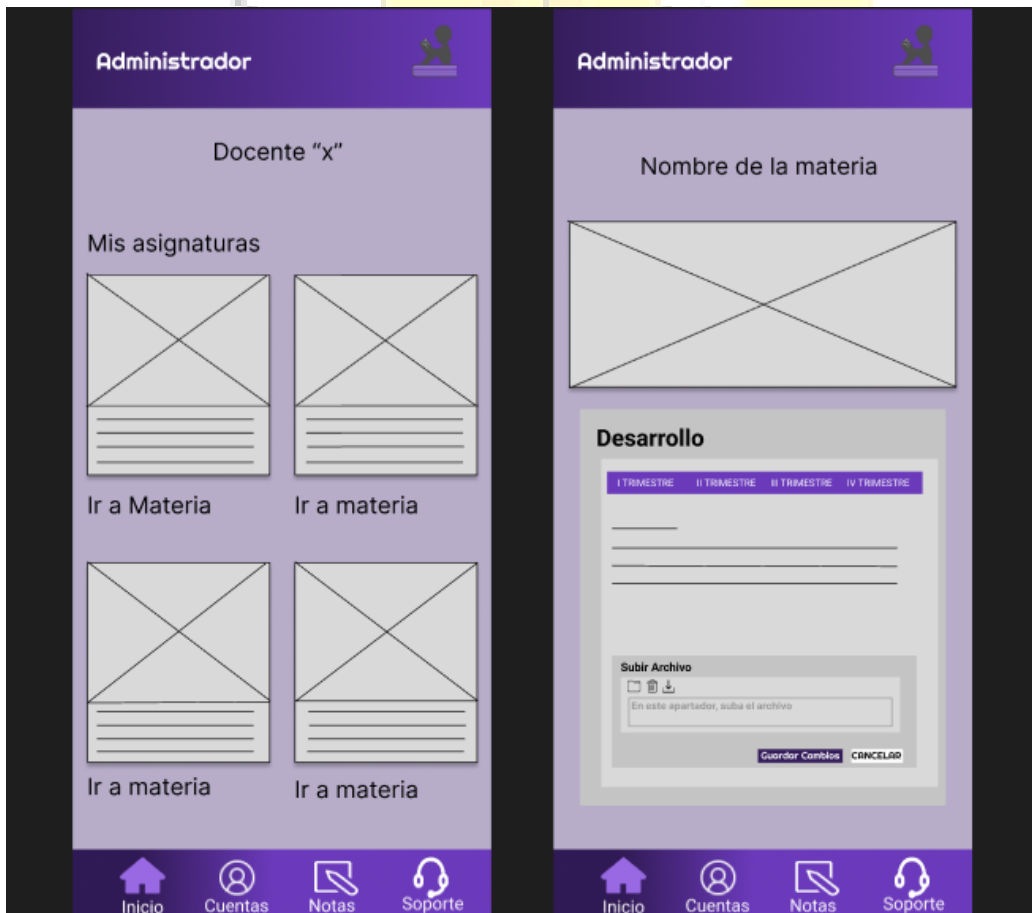 Administrador
Docente “x”
Mis asignaturas
Ir a Materia
Ir a materia
Ir a materia
Ir a materia
Inicio
Cuentas
Notas
Soporte
Administrador
Nombre de la materia
Desarrollo
I TRIMESTRE II TRIMESTRE III TRIMESTRE IV TRIMESTRE
Subir Archivo
En este apartador, suba el archivo
Guardar Cambios CANCELAR
Inicio
Cuentas
Notas
Soporte